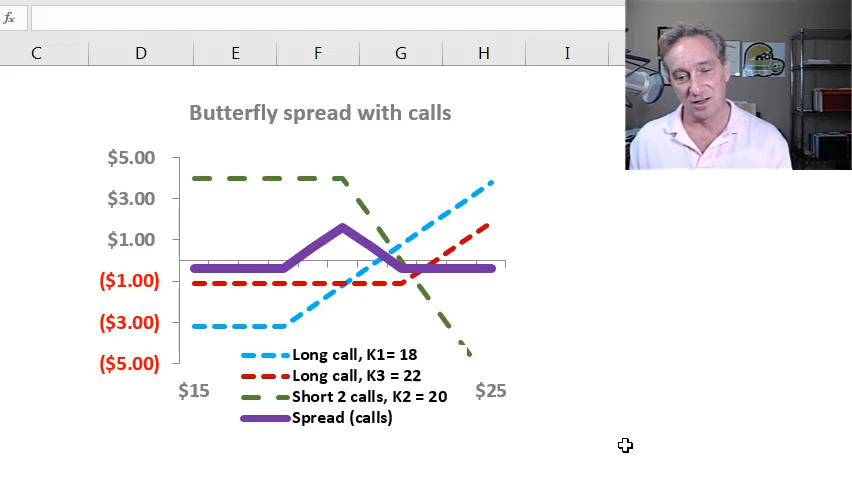 fx
C D E F G H I
Butterfly spread with calls
$5.00
$3.00
$1.00
($1.00)
($3.00)
($5.00)
Long call, K1= 18
Long call, K3 = 22
Short 2 calls, K2 = 20
Spread (calls)
$15 $25